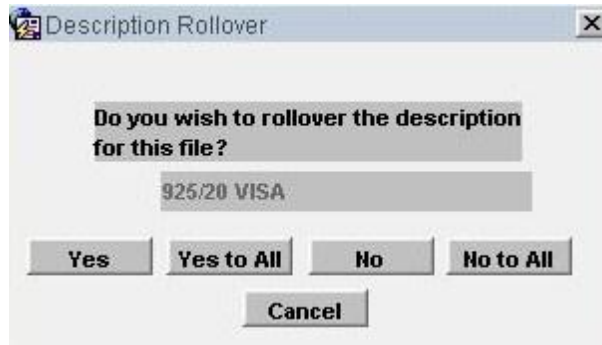 Description Rollover
Do you wish to rollover the description
for this file?
925/20 VISA
Yes Yes to All No No to All
Cancel